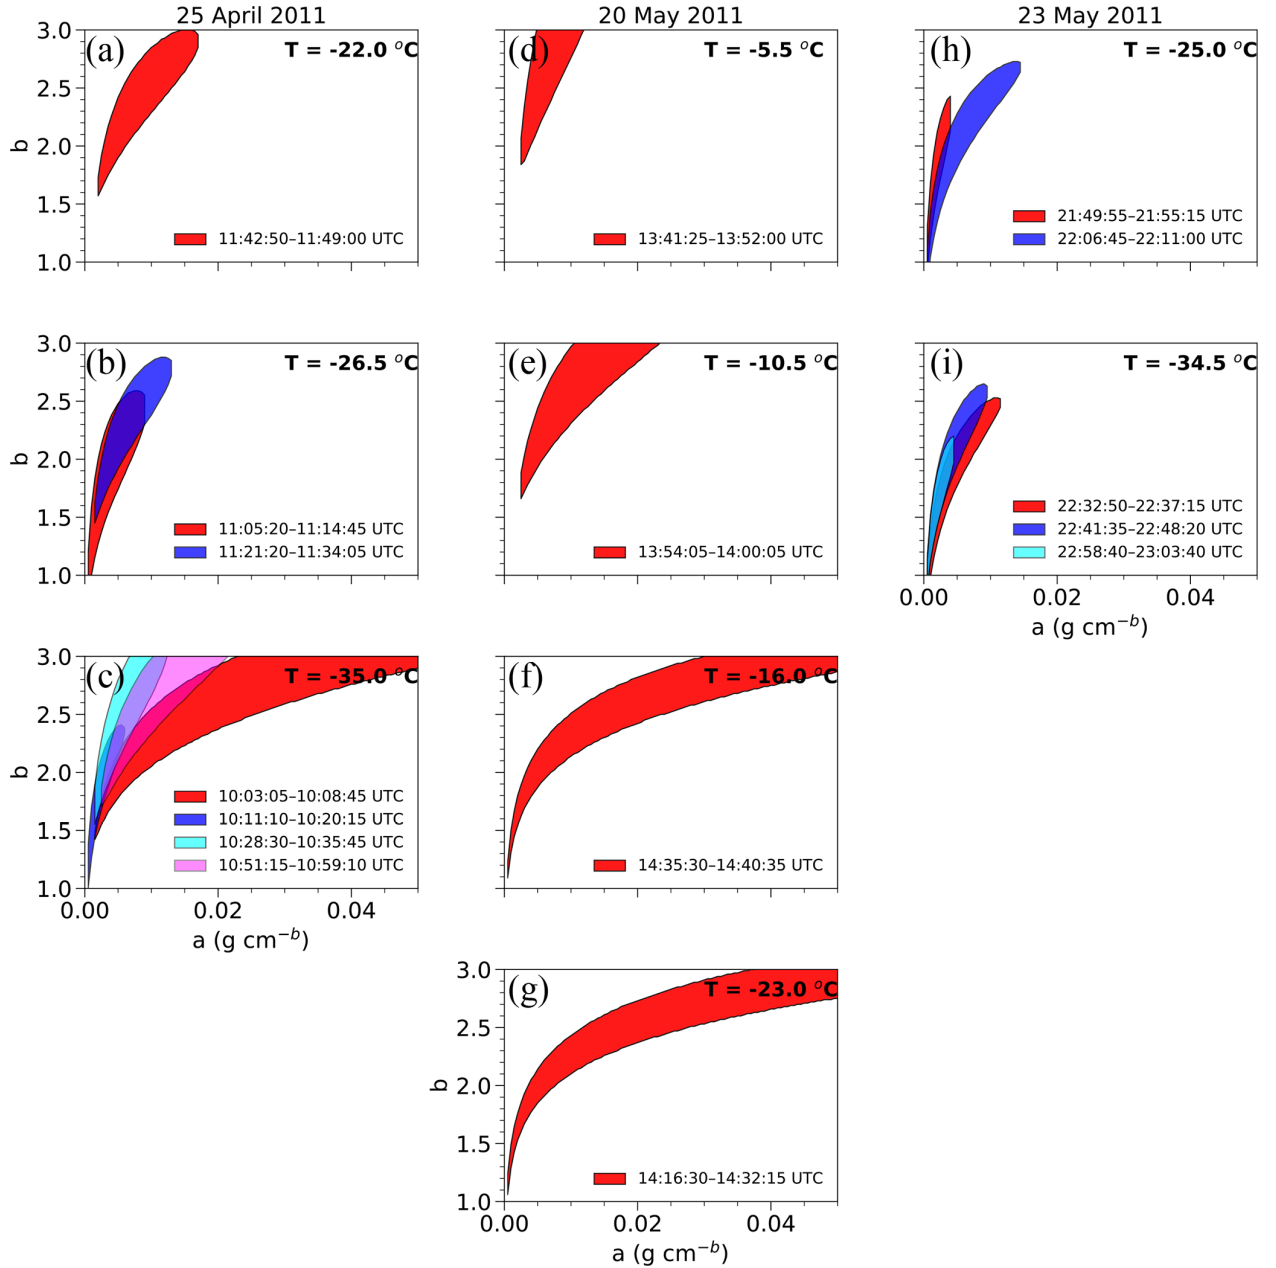 25 April 2011
20 May 2011
23 May 2011
(a)
T = -22.0 °C
3.0
2.5
2.0
1.5
1.0
b
11:42:50–11:49:00 UTC
(d)
T = -5.5 °C
13:41:25–13:52:00 UTC
(h)
T = -25.0 °C
21:49:55–21:55:15 UTC
22:06:45–22:11:00 UTC
(b)
T = -26.5 °C
3.0
2.5
2.0
1.5
1.0
b
11:05:20–11:14:45 UTC
11:21:20–11:34:05 UTC
(e)
T = -10.5 °C
13:54:05–14:00:05 UTC
(i)
T = -34.5 °C
22:32:50–22:37:15 UTC
22:41:35–22:48:20 UTC
22:58:40–23:03:40 UTC
0.00 0.02 0.04
a (g cm⁻ᵇ)
(c)
T = -35.0 °C
3.0
2.5
2.0
1.5
1.0
b
10:03:05–10:08:45 UTC
10:11:10–10:20:15 UTC
10:28:30–10:35:45 UTC
10:51:15–10:59:10 UTC
0.00 0.02 0.04
a (g cm⁻ᵇ)
(f)
T = -16.0 °C
14:35:30–14:40:35 UTC
(g)
T = -23.0 °C
3.0
2.5
2.0
1.5
1.0
b
14:16:30–14:32:15 UTC
0.00 0.02 0.04
a (g cm⁻ᵇ)